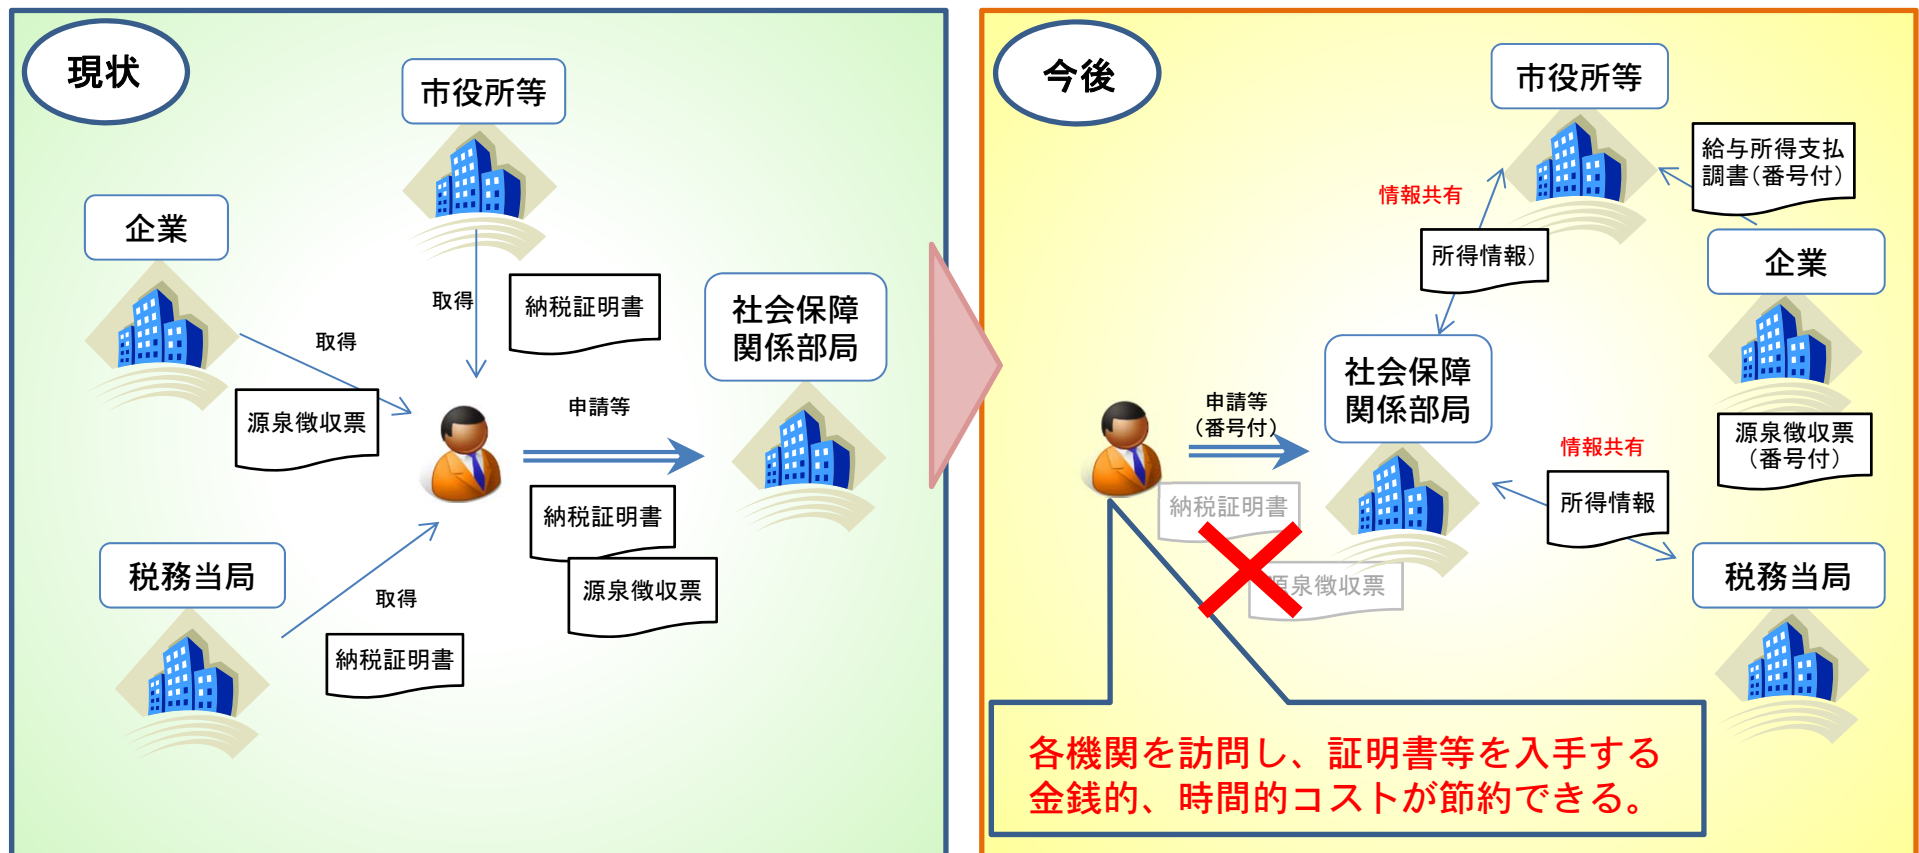 現状
市役所等
企業
取得
納税証明書
取得
源泉徴収票
社会保障
関係部局
申請等
納税証明書
源泉徴収票
税務当局
取得
納税証明書
今後
市役所等
給与所得支払
調書(番号付)
情報共有
所得情報)
企業
社会保障
関係部局
申請等
(番号付)
源泉徴収票
(番号付)
情報共有
所得情報
納税証明書
源泉徴収票
税務当局
各機関を訪問し、証明書等を入手する
金銭的、時間的コストが節約できる。